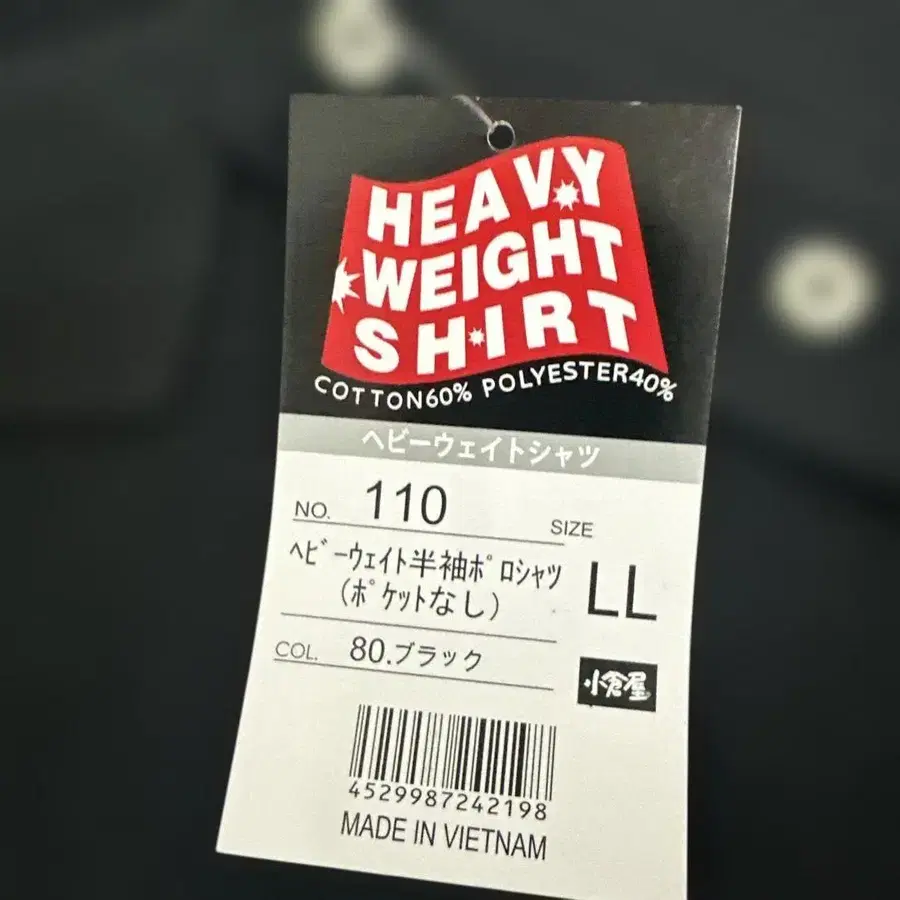 HEAVY
WEIGHT
SHIRT
COTTON60% POLYESTER40%
ヘビーウェイトシャツ
NO. 110
SIZE
ﾍﾋﾞｰｳｪｲﾄ半袖ﾎﾟﾛｼｬﾂ
(ﾎﾟｹｯﾄなし)
LL
COL. 80.ブラック
小倉屋
4529987242198
MADE IN VIETNAM